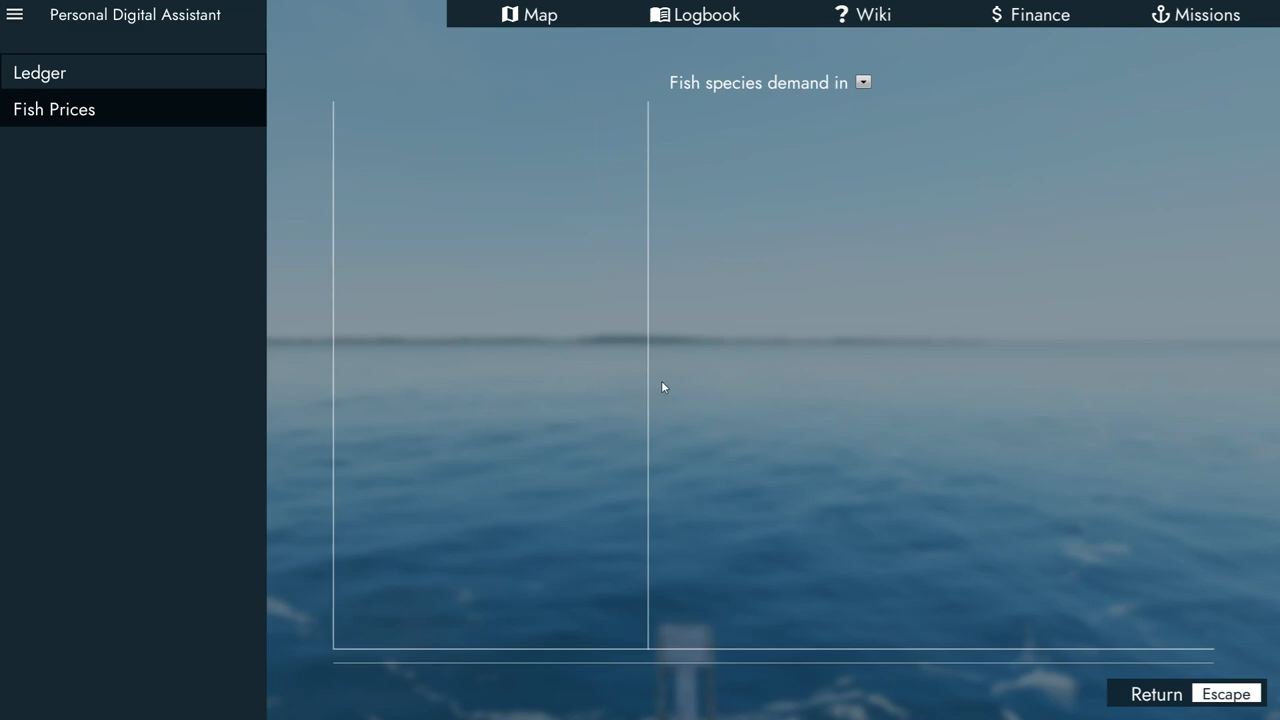 Personal Digital Assistant
Map
Logbook
Wiki
Finance
Missions
Ledger
Fish Prices
Fish species demand in
Return Escape